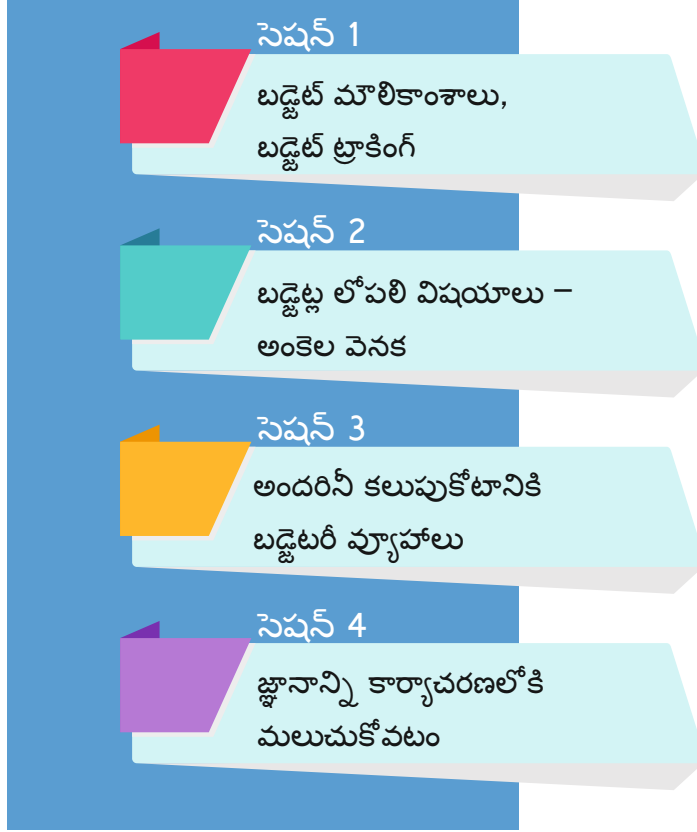 సెషన్ 1
బడ్జెట్ మౌలికాంశాలు,
బడ్జెట్ ట్రాకింగ్
సెషన్ 2
బడ్జెట్ల లోపలి విషయాలు –
అంకెల వెనక
సెషన్ 3
అందరినీ కలుపుకోటానికి
బడ్జెటరీ వ్యూహాలు
సెషన్ 4
జ్ఞానాన్ని కార్యాచరణలోకి
మలుచుకోవటం